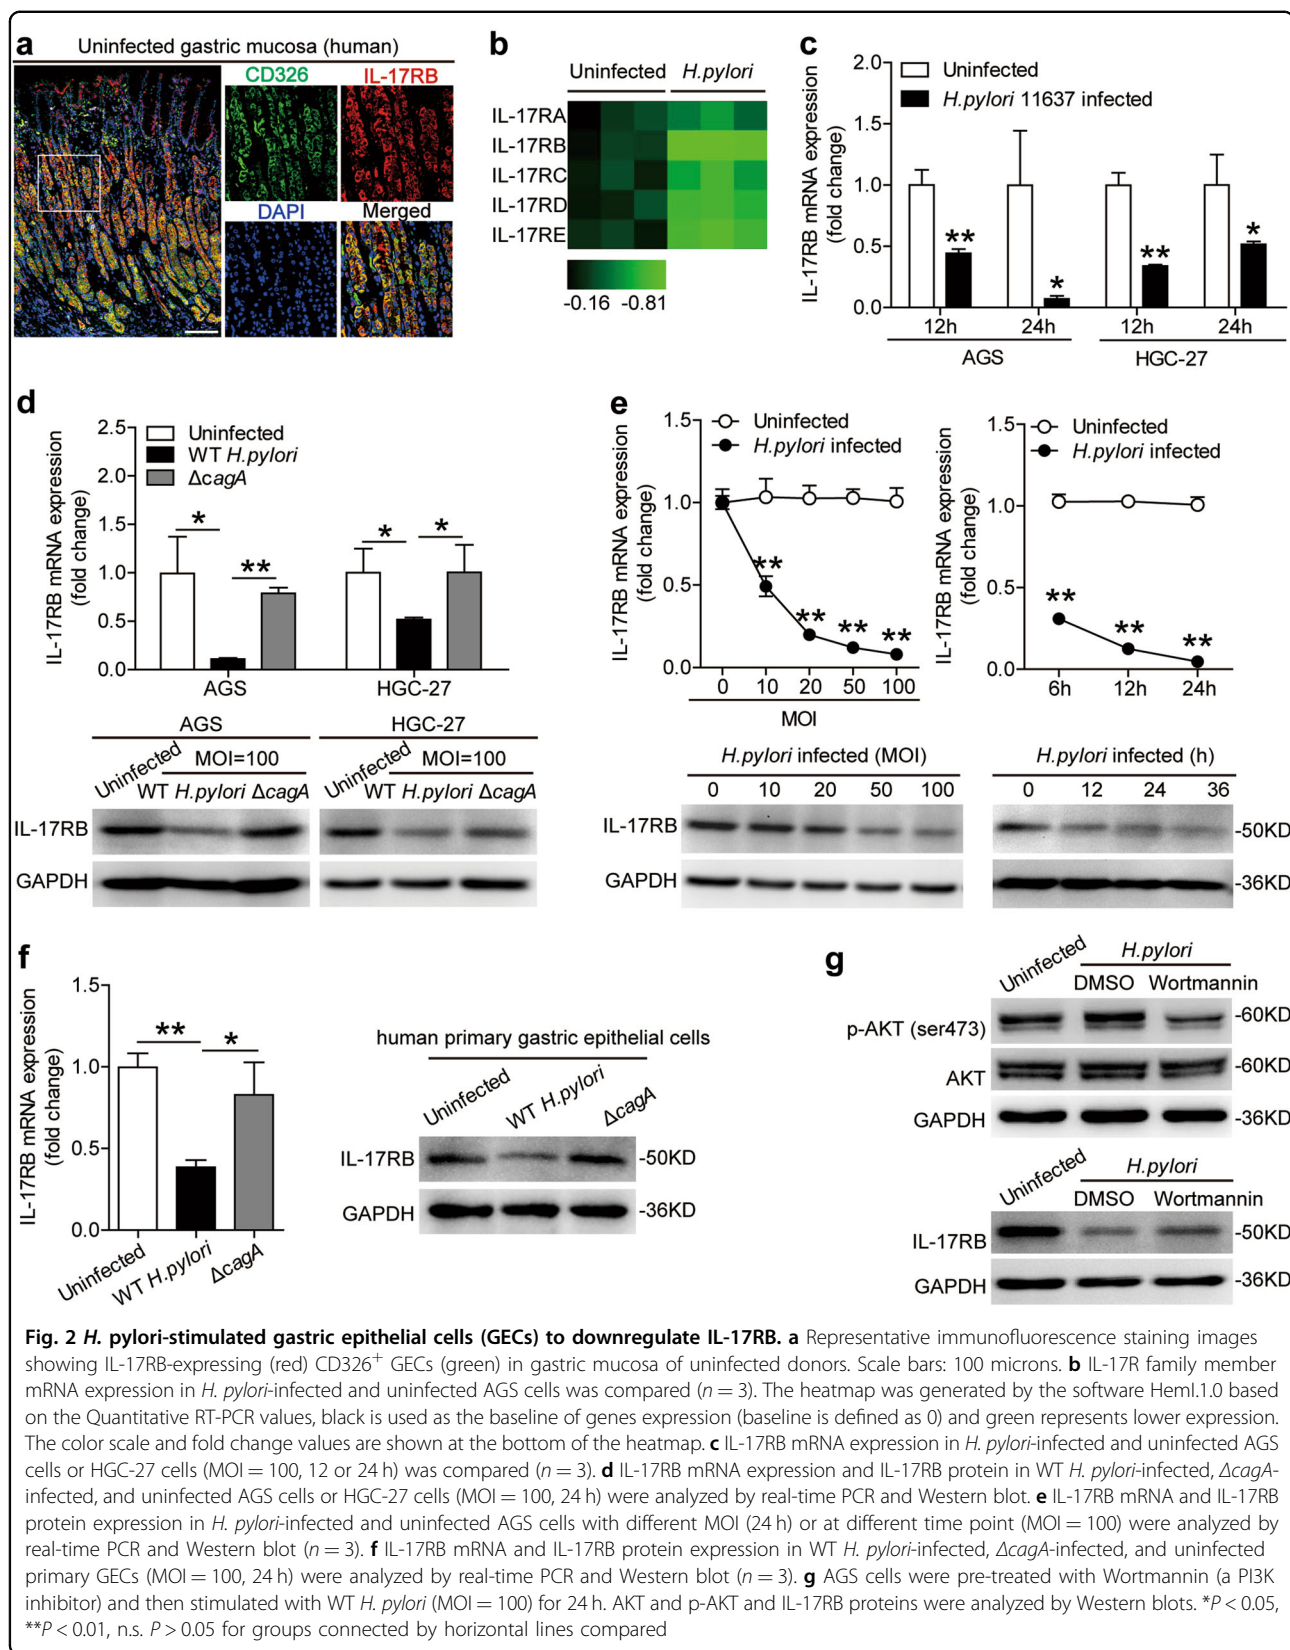 a
Uninfected gastric mucosa (human)
CD326
IL-17RB
DAPI
Merged
b
Uninfected
H.pylori
IL-17RA
IL-17RB
IL-17RC
IL-17RD
IL-17RE
-0.16 -0.81
c
IL-17RB mRNA expression
(fold change)
2.0
1.5
1.0
0.5
0.0
Uninfected
H.pylori 11637 infected
**
*
**
*
12h 24h 12h 24h
AGS HGC-27
d
IL-17RB mRNA expression
(fold change)
2.5
2.0
1.5
1.0
0.5
0.0
Uninfected
WT H.pylori
ΔcagA
*
**
*
*
AGS HGC-27
AGS HGC-27
Uninfected MOI=100 Uninfected MOI=100
WT H.pylori ΔcagA WT H.pylori ΔcagA
IL-17RB
GAPDH
e
IL-17RB mRNA expression
(fold change)
1.5
1.0
0.5
0.0
Uninfected
H.pylori infected
**
**
**
**
0 10 20 50 100
MOI
IL-17RB mRNA expression
(fold change)
1.5
1.0
0.5
0.0
Uninfected
H.pylori infected
**
**
**
6h 12h 24h
H.pylori infected (MOI) H.pylori infected (h)
0 10 20 50 100 0 12 24 36
IL-17RB -50KD
GAPDH -36KD
f
IL-17RB mRNA expression
(fold change)
1.5
1.0
0.5
0.0
**
*
Uninfected
WT H.pylori
ΔcagA
human primary gastric epithelial cells
Uninfected
WT H.pylori
ΔcagA
IL-17RB -50KD
GAPDH -36KD
g
Uninfected
H.pylori
DMSO Wortmannin
p-AKT (ser473) -60KD
AKT -60KD
GAPDH -36KD
Uninfected
H.pylori
DMSO Wortmannin
IL-17RB -50KD
GAPDH -36KD
Fig. 2 H. pylori-stimulated gastric epithelial cells (GECs) to downregulate IL-17RB. a Representative immunofluorescence staining images
showing IL-17RB-expressing (red) CD326+ GECs (green) in gastric mucosa of uninfected donors. Scale bars: 100 microns. b IL-17R family member
mRNA expression in H. pylori-infected and uninfected AGS cells was compared (n = 3). The heatmap was generated by the software HemI.1.0 based
on the Quantitative RT-PCR values, black is used as the baseline of genes expression (baseline is defined as 0) and green represents lower expression.
The color scale and fold change values are shown at the bottom of the heatmap. c IL-17RB mRNA expression in H. pylori-infected and uninfected AGS
cells or HGC-27 cells (MOI = 100, 12 or 24 h) was compared (n = 3). d IL-17RB mRNA expression and IL-17RB protein in WT H. pylori-infected, ΔcagA-
infected, and uninfected AGS cells or HGC-27 cells (MOI = 100, 24 h) were analyzed by real-time PCR and Western blot. e IL-17RB mRNA and IL-17RB
protein expression in H. pylori-infected and uninfected AGS cells with different MOI (24 h) or at different time point (MOI = 100) were analyzed by
real-time PCR and Western blot (n = 3). f IL-17RB mRNA and IL-17RB protein expression in WT H. pylori-infected, ΔcagA-infected, and uninfected
primary GECs (MOI = 100, 24 h) were analyzed by real-time PCR and Western blot (n = 3). g AGS cells were pre-treated with Wortmannin (a PI3K
inhibitor) and then stimulated with WT H. pylori (MOI = 100) for 24 h. AKT and p-AKT and IL-17RB proteins were analyzed by Western blots. *P < 0.05,
**P < 0.01, n.s. P > 0.05 for groups connected by horizontal lines compared